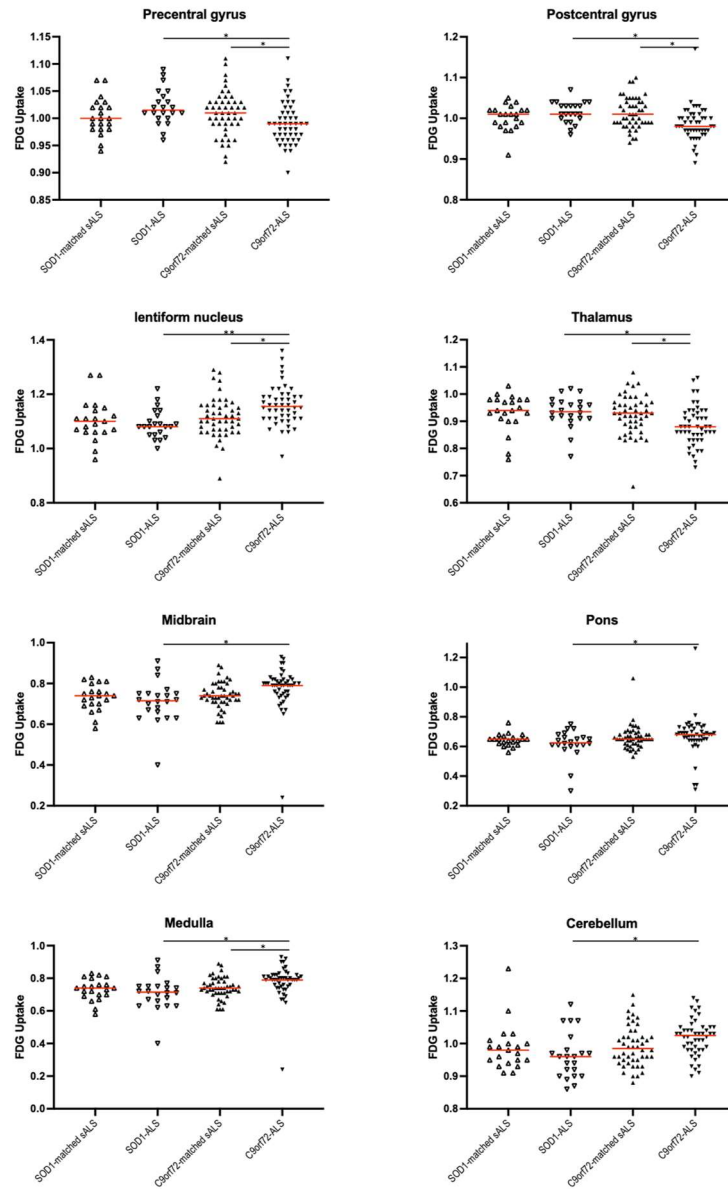 Precentral gyrus
*
*
FDG Uptake
1.15
1.10
1.05
1.00
0.95
0.90
0.85
SOD1-matched sALS
SOD1-ALS
C9orf72-matched sALS
C9orf72-ALS
Postcentral gyrus
*
*
FDG Uptake
1.2
1.1
1.0
0.9
0.8
SOD1-matched sALS
SOD1-ALS
C9orf72-matched sALS
C9orf72-ALS
lentiform nucleus
**
*
FDG Uptake
1.4
1.2
1.0
0.8
SOD1-matched sALS
SOD1-ALS
C9orf72-matched sALS
C9orf72-ALS
Thalamus
*
*
FDG Uptake
1.2
1.1
1.0
0.9
0.8
0.7
0.6
SOD1-matched sALS
SOD1-ALS
C9orf72-matched sALS
C9orf72-ALS
Midbrain
*
FDG Uptake
1.0
0.8
0.6
0.4
0.2
SOD1-matched sALS
SOD1-ALS
C9orf72-matched sALS
C9orf72-ALS
Pons
*
FDG Uptake
1.2
1.0
0.8
0.6
0.4
0.2
SOD1-matched sALS
SOD1-ALS
C9orf72-matched sALS
C9orf72-ALS
Medulla
*
*
FDG Uptake
1.0
0.8
0.6
0.4
0.2
0.0
SOD1-matched sALS
SOD1-ALS
C9orf72-matched sALS
C9orf72-ALS
Cerebellum
*
FDG Uptake
1.3
1.2
1.1
1.0
0.9
0.8
SOD1-matched sALS
SOD1-ALS
C9orf72-matched sALS
C9orf72-ALS